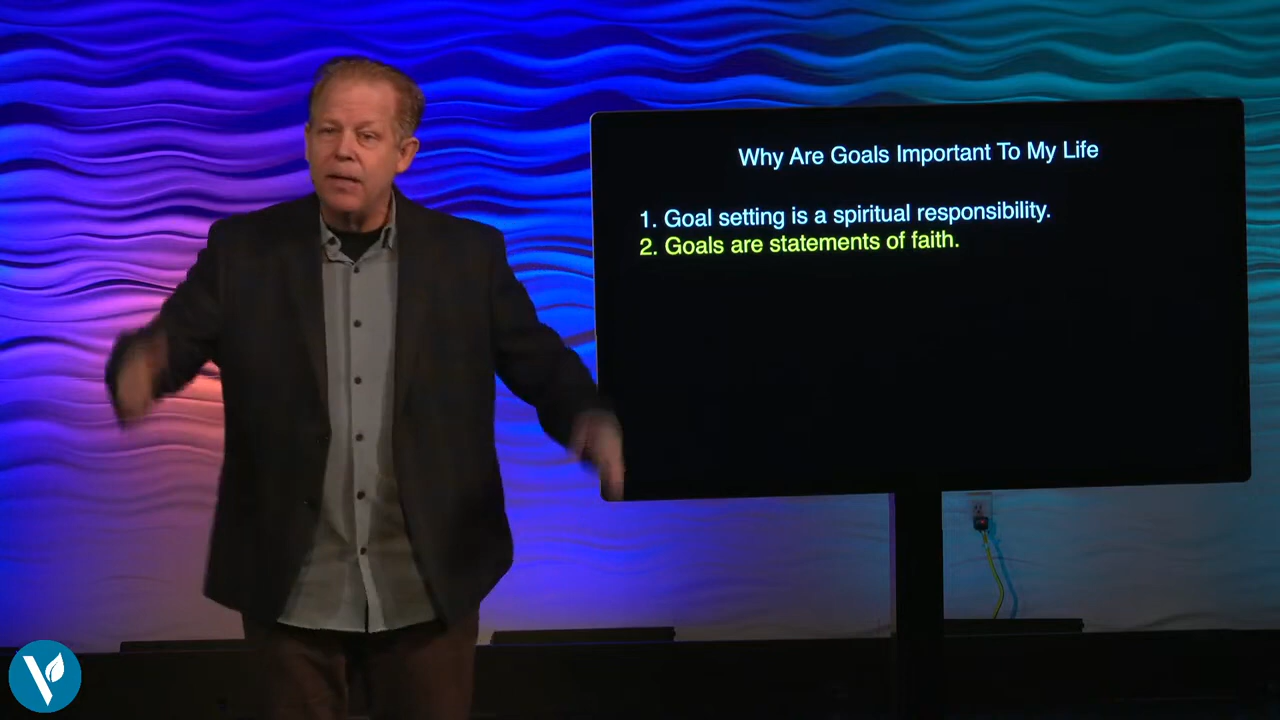 Why Are Goals Important To My Life
1. Goal setting is a spiritual responsibility.
2. Goals are statements of faith.